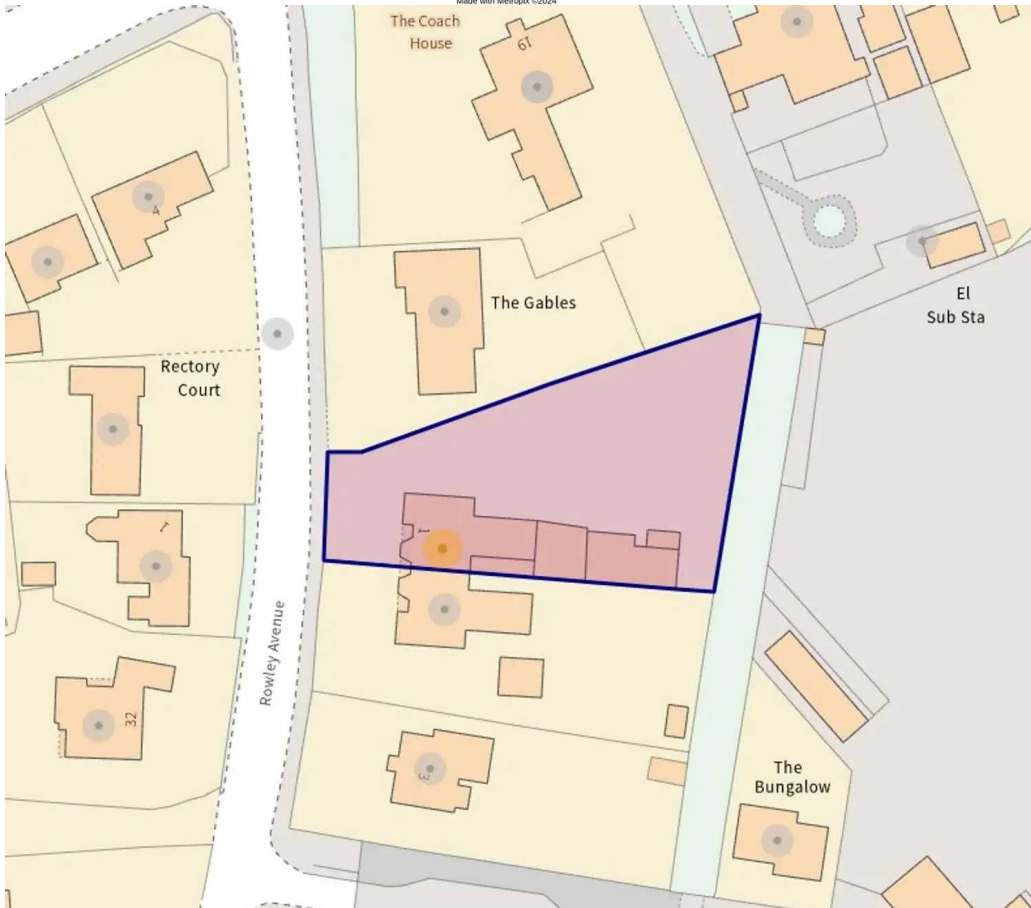 Made with Metropix ©2024
The Coach
House
19
4
The Gables
El
Sub Sta
Rectory
Court
1
1
Rowley Avenue
32
3
The
Bungalow